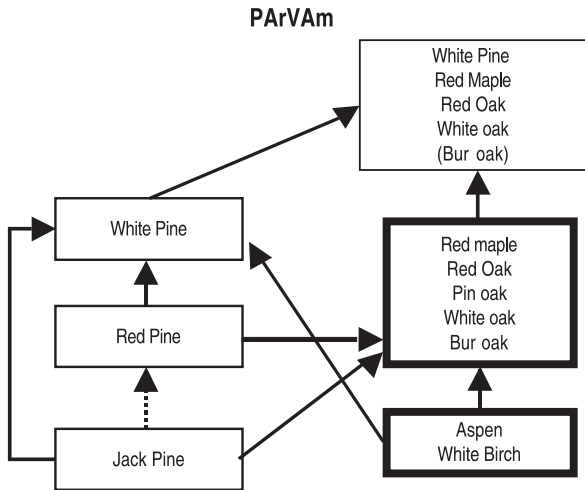 PArVAm
White Pine
Red Maple
Red Oak
White oak
(Bur oak)
White Pine
Red maple
Red Oak
Pin oak
White oak
Bur oak
Red Pine
Jack Pine
Aspen
White Birch